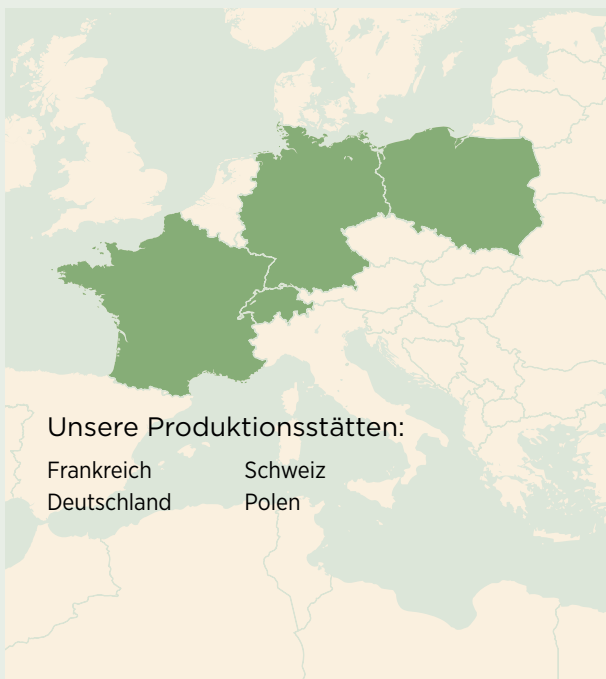 Unsere Produktionsstätten:
Frankreich Schweiz
Deutschland Polen